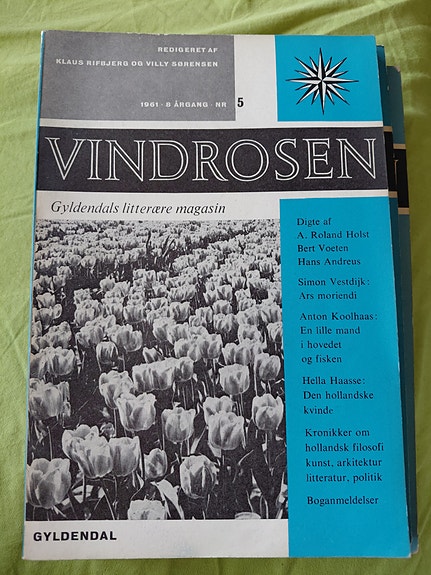 REDIGERET AF
KLAUS RIFBJERG OG VILLY SØRENSEN
1961 · 8 ÅRGANG · NR 5
VINDROSEN
Gyldendals litterære magasin
Digte af
A. Roland Holst
Bert Voeten
Hans Andreus
Simon Vestdijk:
Ars moriendi
Anton Koolhaas:
En lille mand
i hovedet
og fisken
Hella Haasse:
Den hollandske
kvinde
Kronikker om
hollandsk filosofi
kunst, arkitektur
litteratur, politik
Boganmeldelser
GYLDENDAL